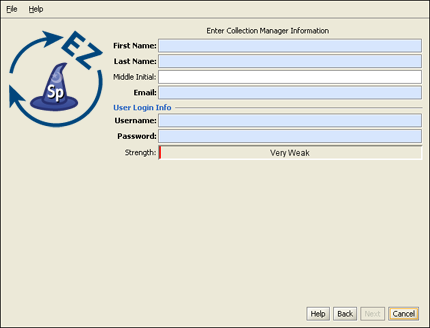 File Help
EZ
Sp
Enter Collection Manager Information
First Name:
Last Name:
Middle Initial:
Email:
User Login Info
Username:
Password:
Strength: Very Weak
Help Back Next Cancel